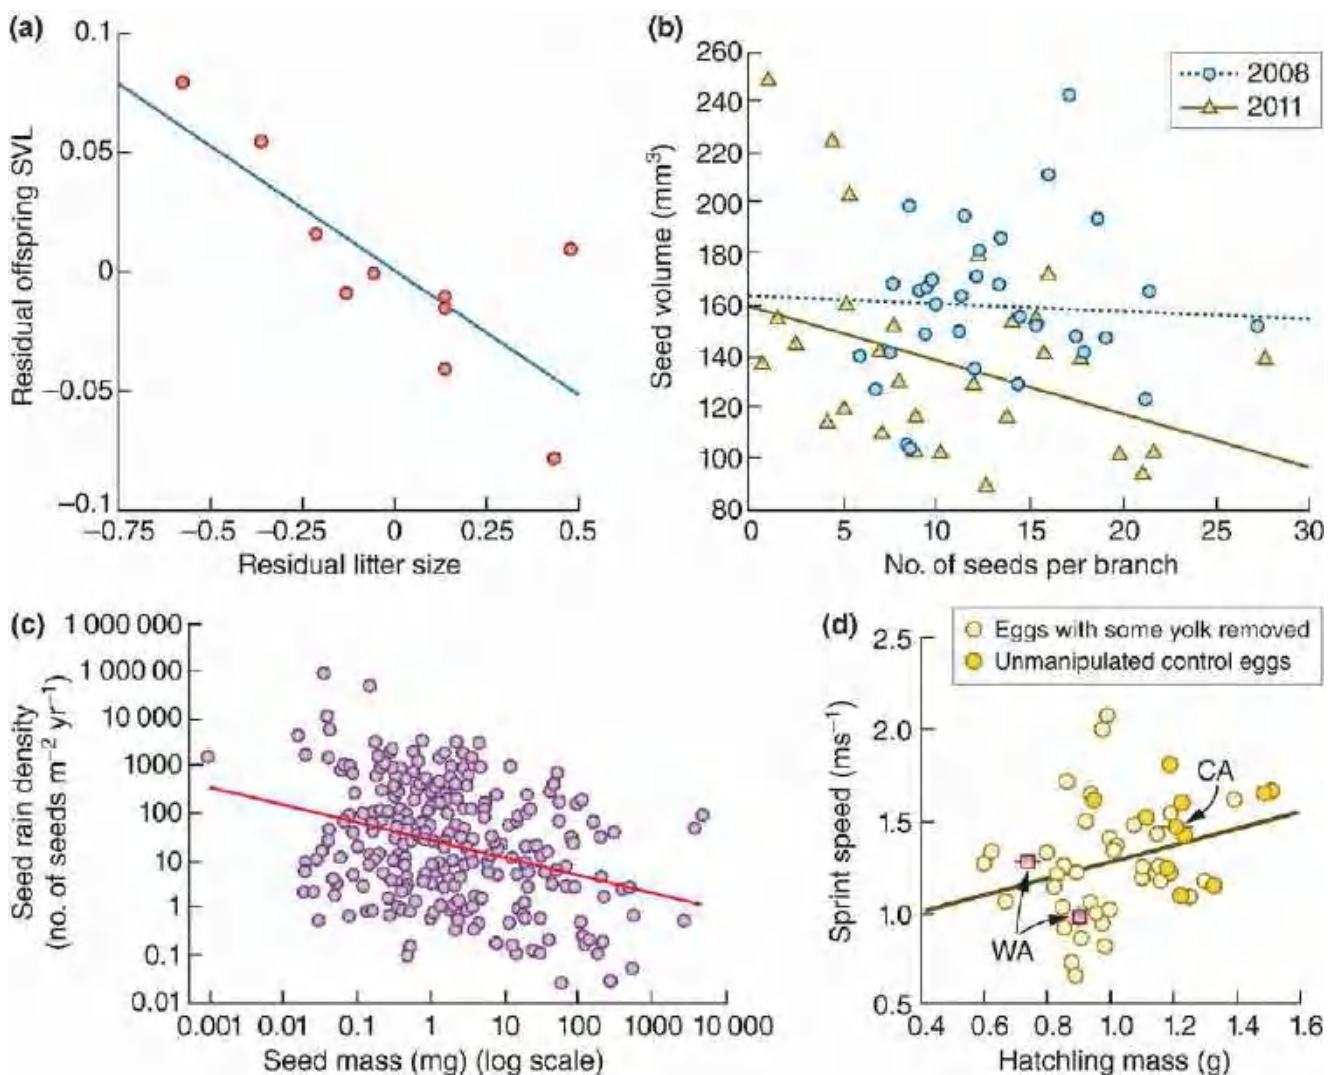 (a)
0.1
0.05
0
−0.05
−0.1
−0.75
−0.5
−0.25
0
0.25
0.5
Residual offspring SVL
Residual litter size
(b)
260
240
220
200
180
160
140
120
100
80
0
5
10
15
20
25
30
Seed volume (mm³)
No. of seeds per branch
2008
2011
(c)
1 000 000
1 000 00
10 000
1000
100
10
1
0.1
0.01
0.001
0.1
1
10
100
1000
10 000
Seed rain density
(no. of seeds m⁻² yr⁻¹)
Seed mass (mg) (log scale)
(d)
Eggs with some yolk removed
Unmanipulated control eggs
2.5
2.0
1.5
1.0
0.5
0.4
0.6
0.8
1.0
1.2
1.4
1.6
Sprint speed (ms⁻¹)
CA
WA
Hatchling mass (g)